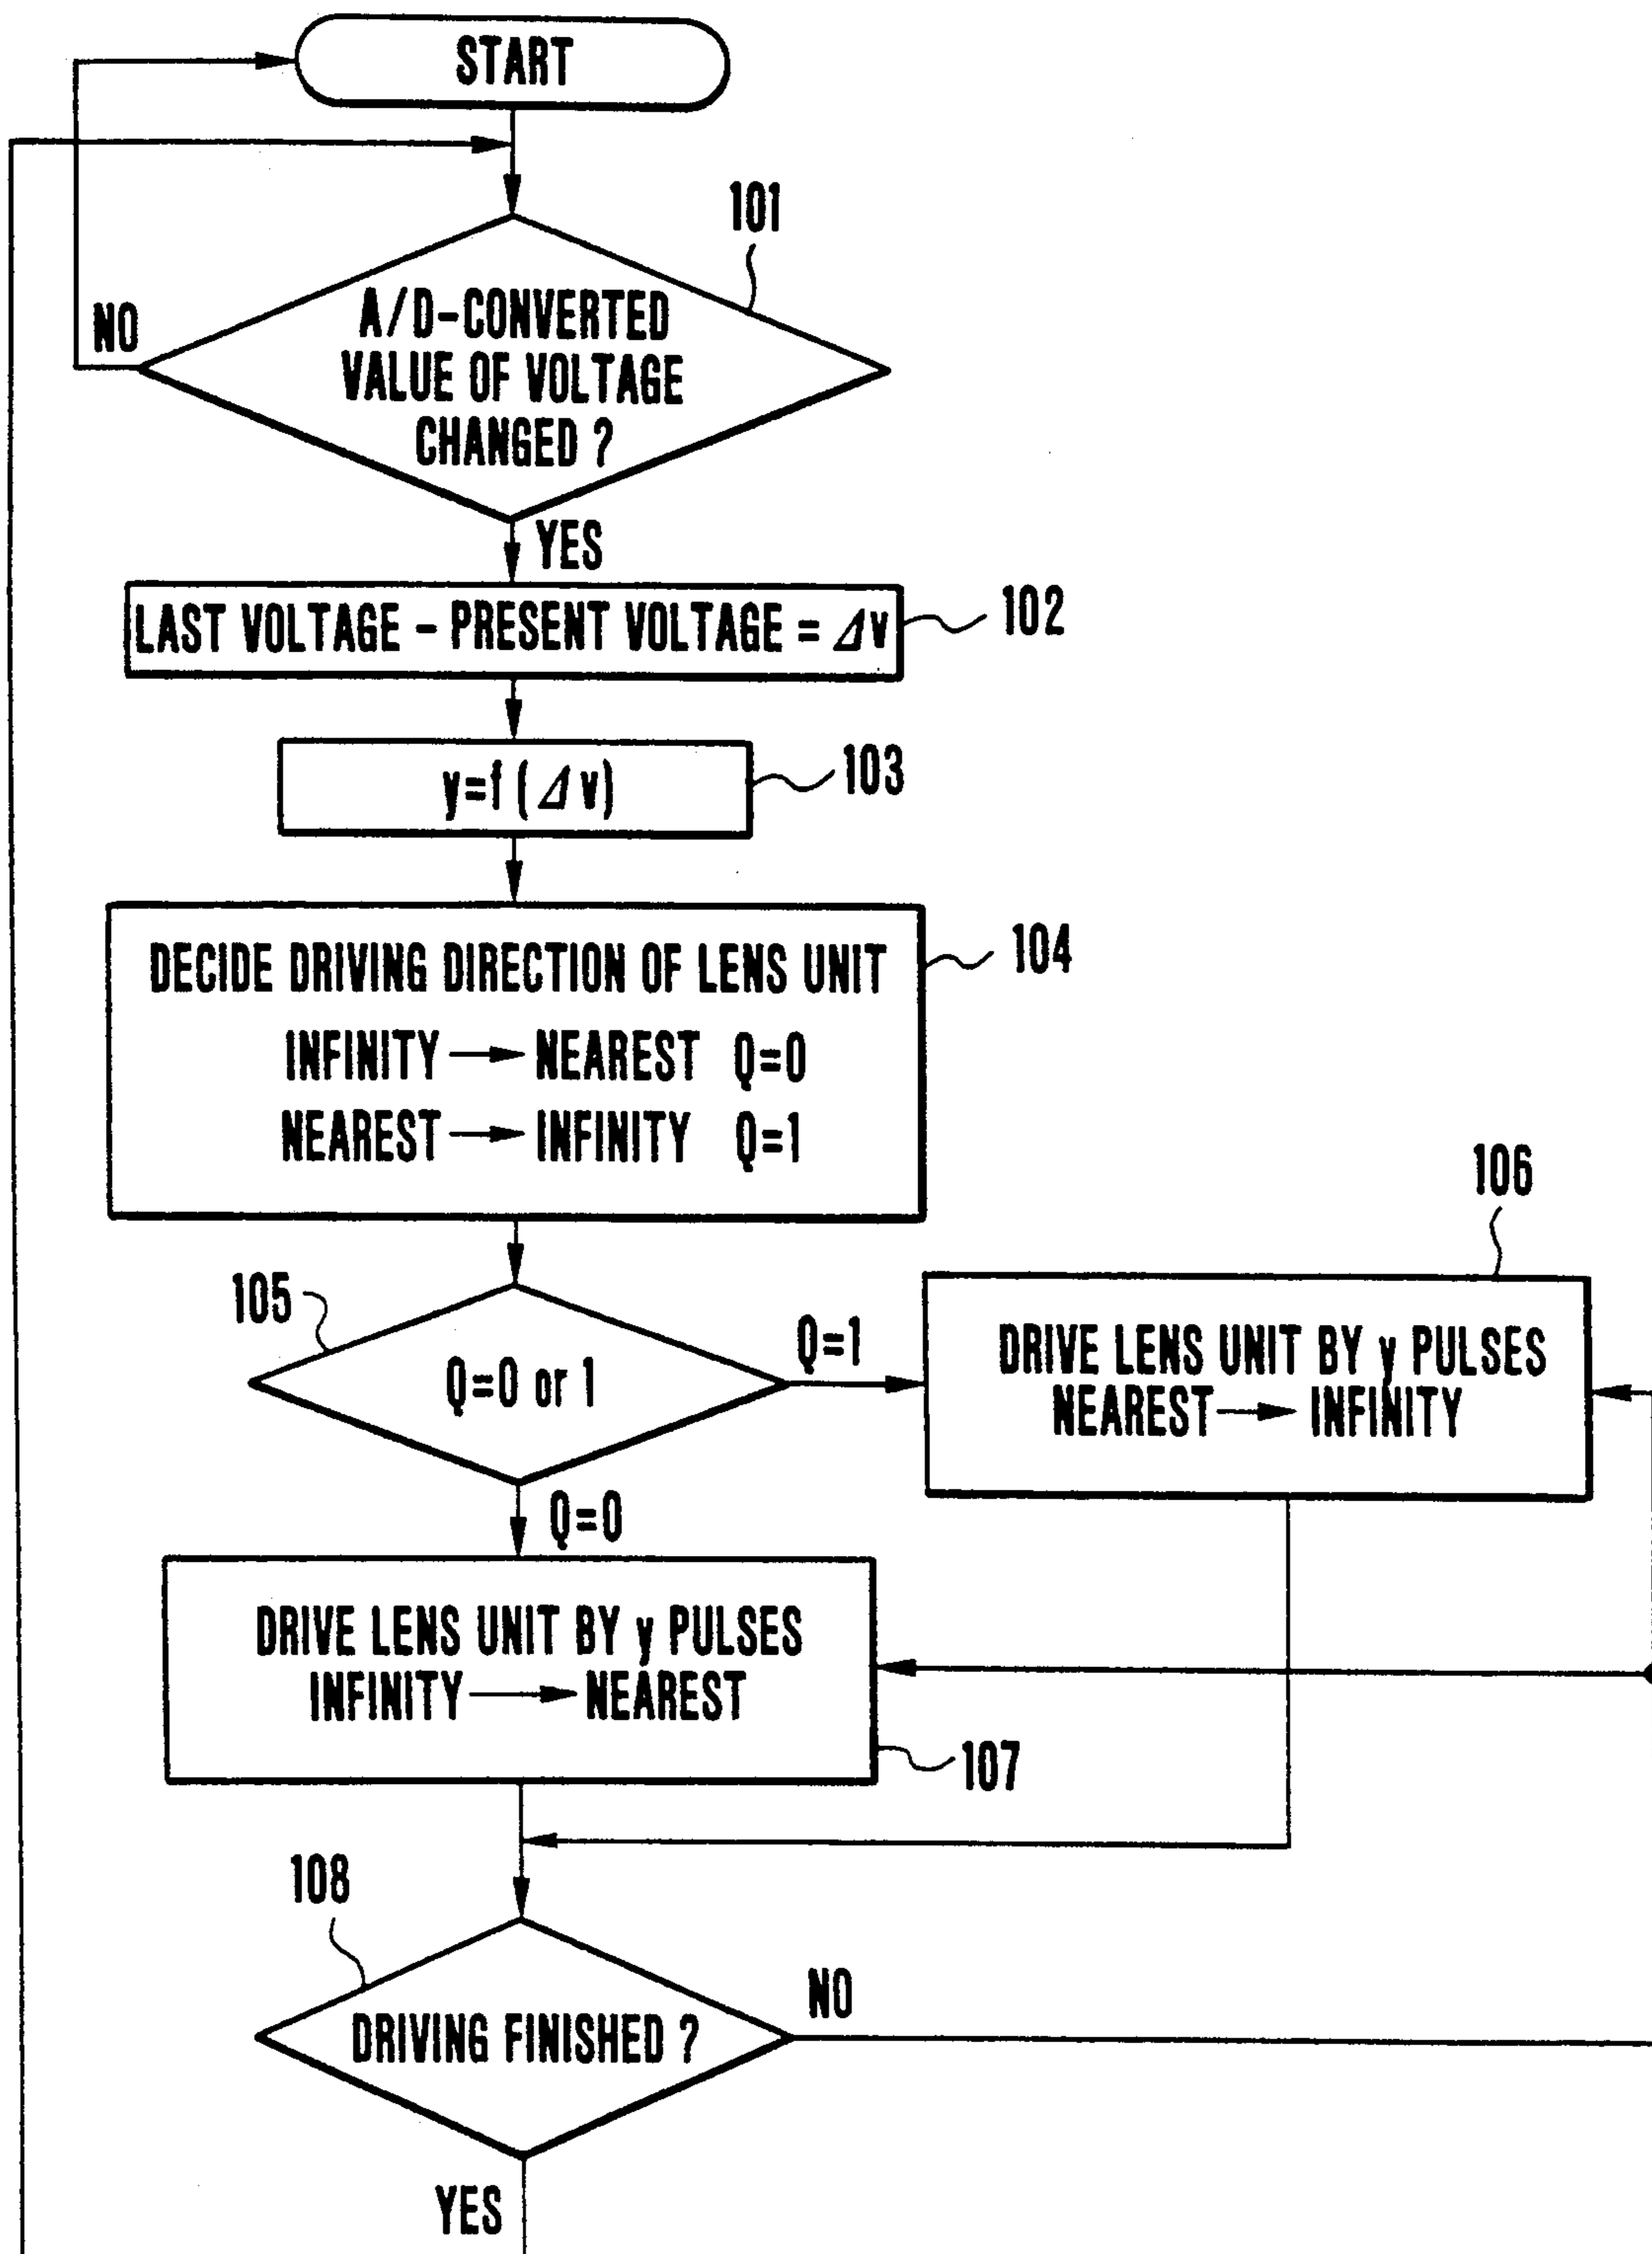 START
101
NO
A/D-CONVERTED
VALUE OF VOLTAGE
CHANGED ?
YES
LAST VOLTAGE - PRESENT VOLTAGE = Δv
102
y=f(Δv)
103
DECIDE DRIVING DIRECTION OF LENS UNIT
104
INFINITY → NEAREST Q=0
NEAREST → INFINITY Q=1
105
Q=0 or 1
Q=1
106
DRIVE LENS UNIT BY y PULSES
NEAREST → INFINITY
Q=0
DRIVE LENS UNIT BY y PULSES
INFINITY → NEAREST
107
108
DRIVING FINISHED ?
NO
YES